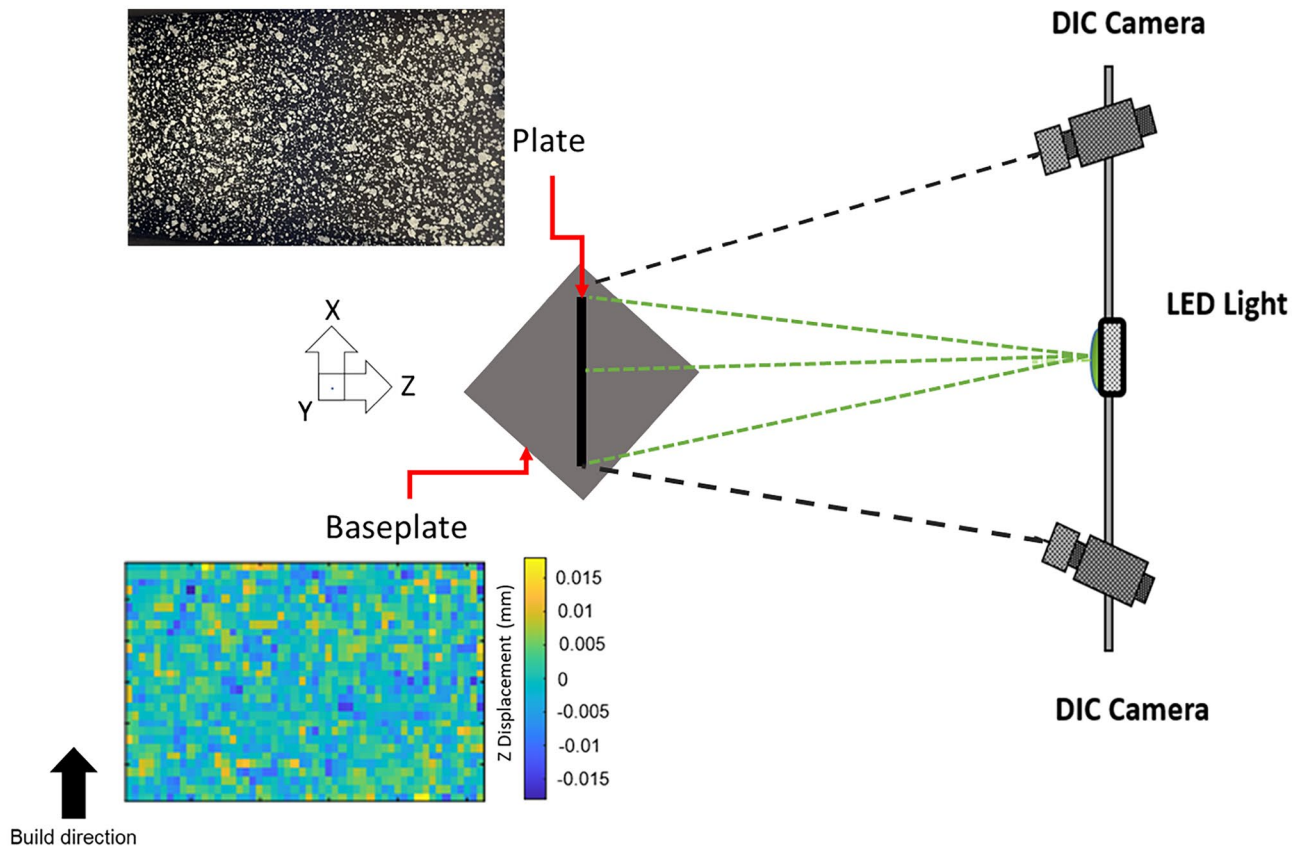 DIC Camera
Plate
LED Light
X
Z
Y
Baseplate
Z Displacement (mm)
0.015
0.01
0.005
0
-0.005
-0.01
-0.015
DIC Camera
Build direction